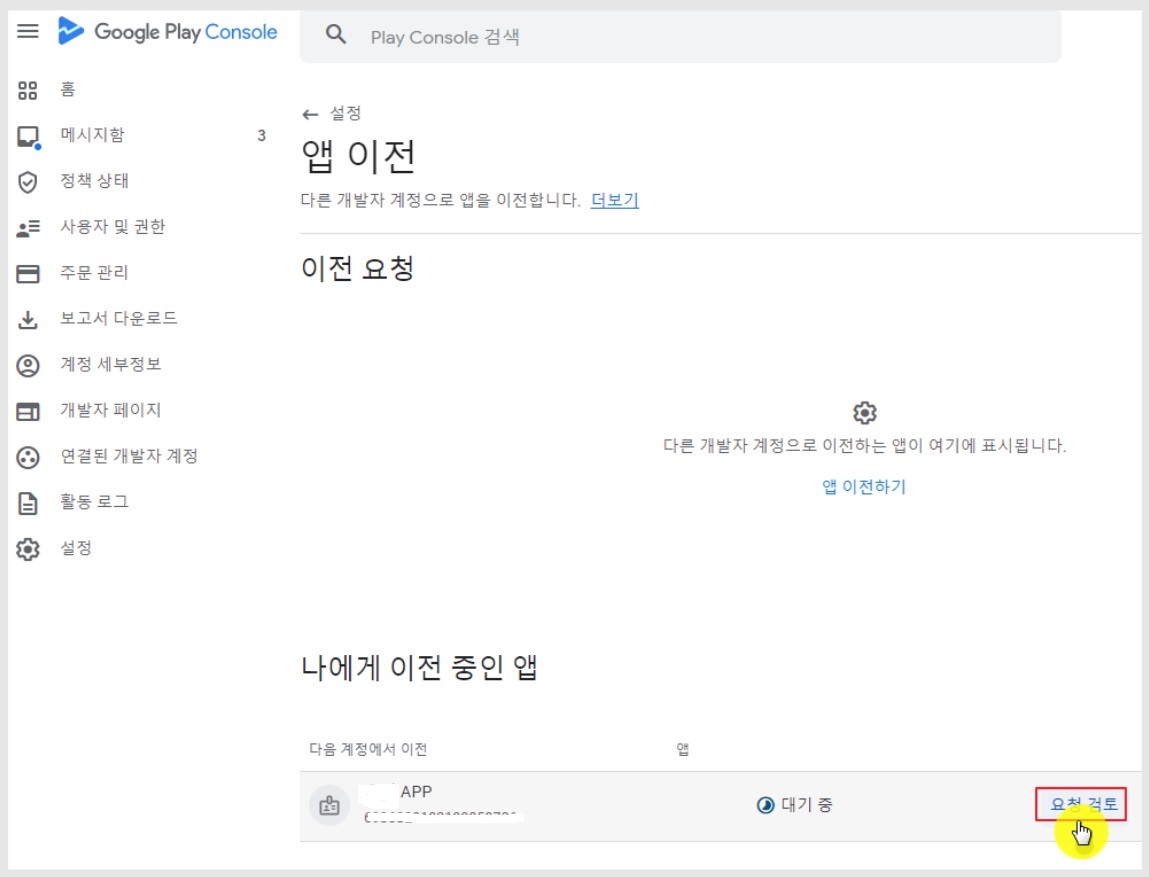 Google Play Console
Play Console 검색
홈
메시지함 3
정책 상태
사용자 및 권한
주문 관리
보고서 다운로드
계정 세부정보
개발자 페이지
연결된 개발자 계정
활동 로그
설정
설정
앱 이전
다른 개발자 계정으로 앱을 이전합니다. 더보기
이전 요청
다른 개발자 계정으로 이전하는 앱이 여기에 표시됩니다.
앱 이전하기
나에게 이전 중인 앱
다음 계정에서 이전 앱
APP
대기 중 요청 검토